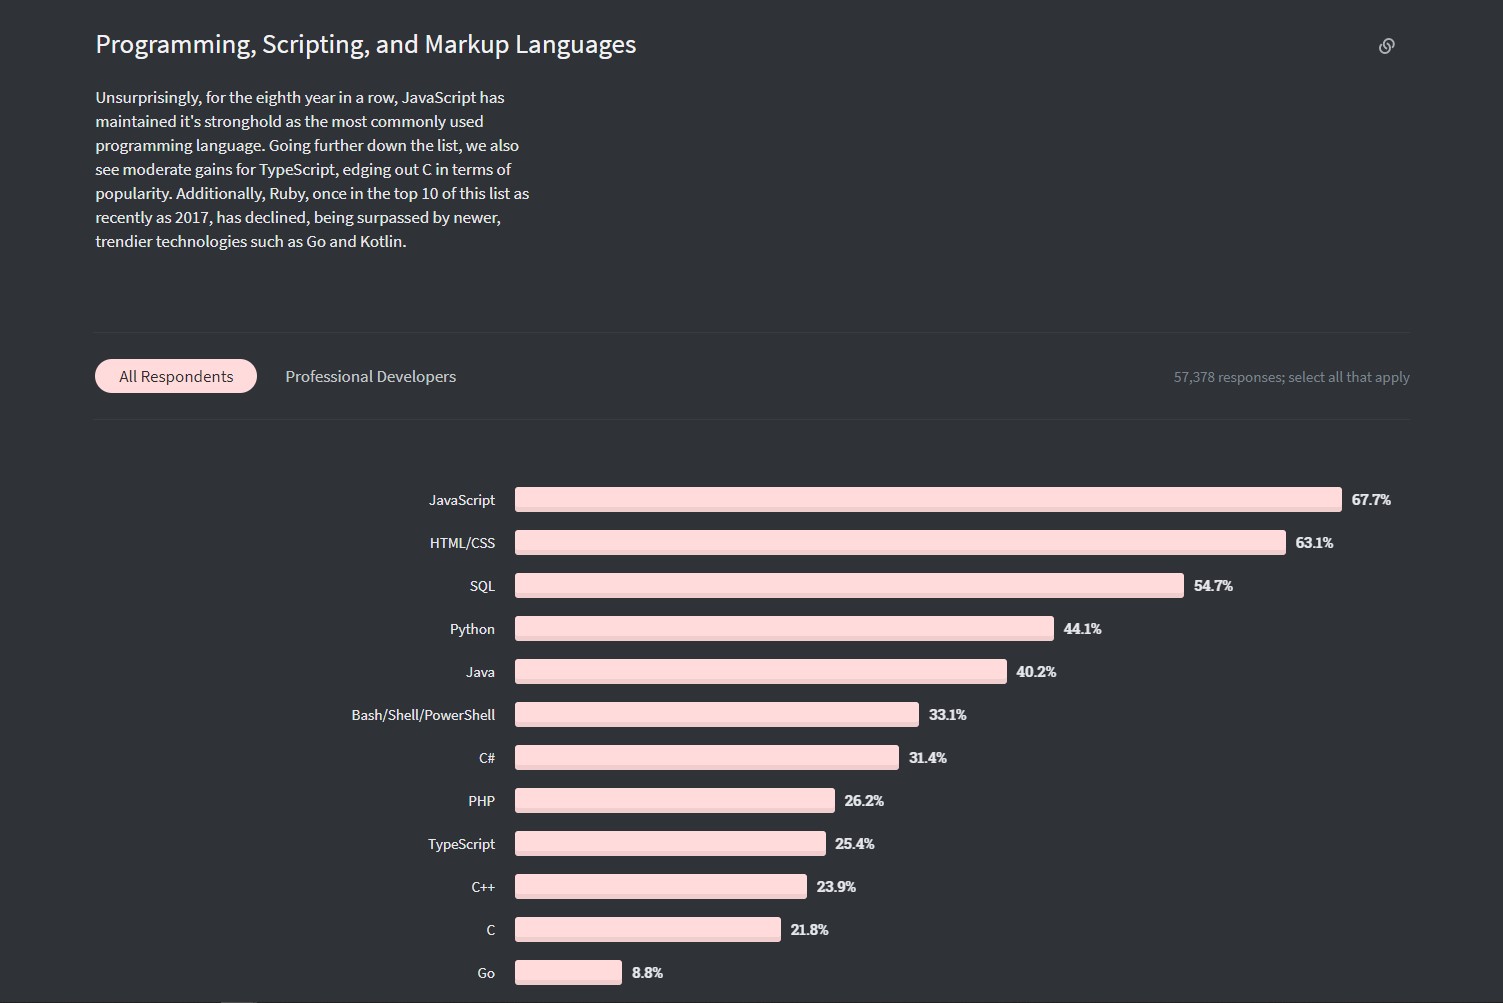 Programming, Scripting, and Markup Languages
Unsurprisingly, for the eighth year in a row, JavaScript has
maintained it's stronghold as the most commonly used
programming language. Going further down the list, we also
see moderate gains for TypeScript, edging out C in terms of
popularity. Additionally, Ruby, once in the top 10 of this list as
recently as 2017, has declined, being surpassed by newer,
trendier technologies such as Go and Kotlin.
All Respondents Professional Developers 57,378 responses; select all that apply
JavaScript 67.7%
HTML/CSS 63.1%
SQL 54.7%
Python 44.1%
Java 40.2%
Bash/Shell/PowerShell 33.1%
C# 31.4%
PHP 26.2%
TypeScript 25.4%
C++ 23.9%
C 21.8%
Go 8.8%